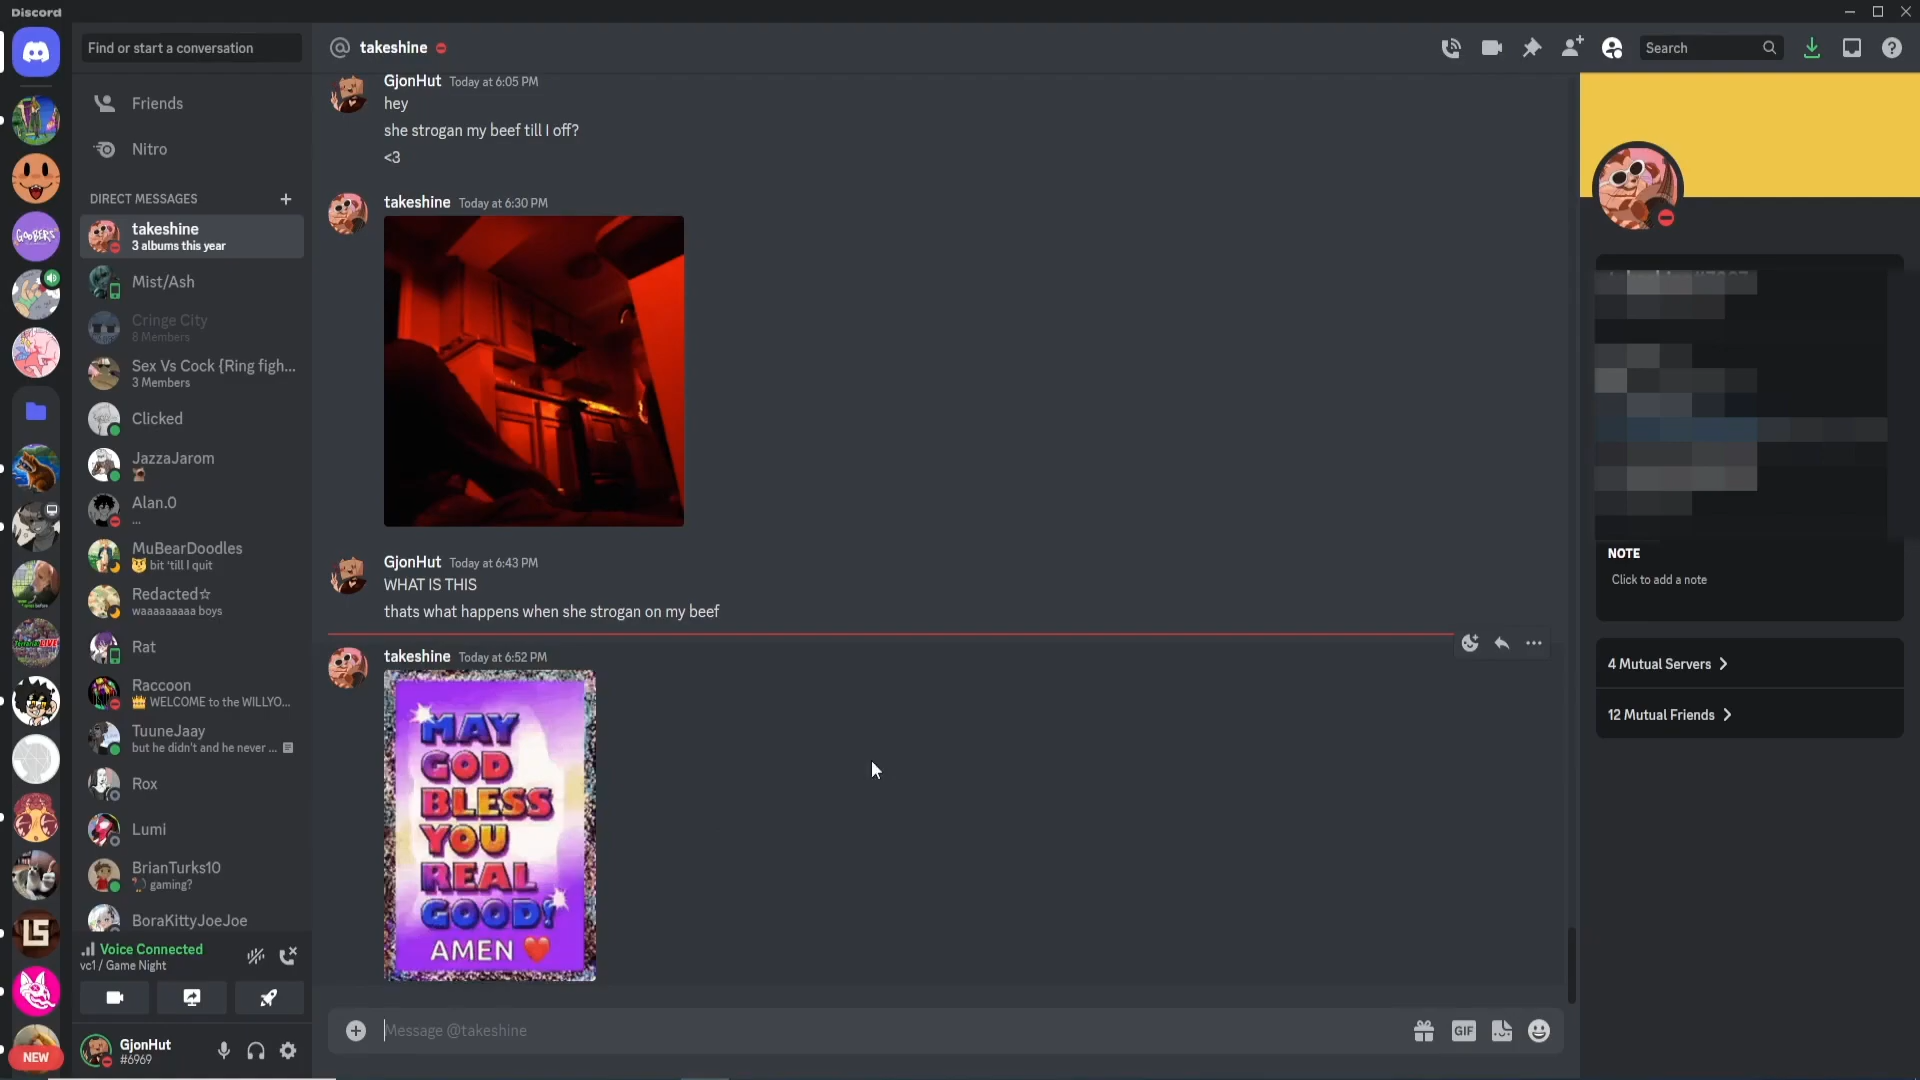 Discord
Find or start a conversation
Friends
Nitro
DIRECT MESSAGES
takeshine
3 albums this year
Mist/Ash
Cringe City
8 Members
Sex Vs Cock {Ring figh...
3 Members
Clicked
JazzaJarom
Alan.0
...
MuBearDoodles
bit 'till I quit
Redacted☆
waaaaaaaaa boys
Rat
Raccoon
WELCOME to the WILLYO...
TuuneJaay
but he didn't and he never ...
Rox
Lumi
BrianTurks10
gaming?
BoraKittyJoeJoe
Voice Connected
vc1 / Game Night
GjonHut
#6969
GOOBERS
LS
NEW
takeshine
Search
GjonHut Today at 6:05 PM
hey
she strogan my beef till I off?
<3
takeshine Today at 6:30 PM
GjonHut Today at 6:43 PM
WHAT IS THIS
thats what happens when she strogan on my beef
takeshine Today at 6:52 PM
MAY
GOD
BLESS
YOU
REAL
GOOD!
AMEN ❤️
Message @takeshine
GIF
NOTE
Click to add a note
4 Mutual Servers
12 Mutual Friends